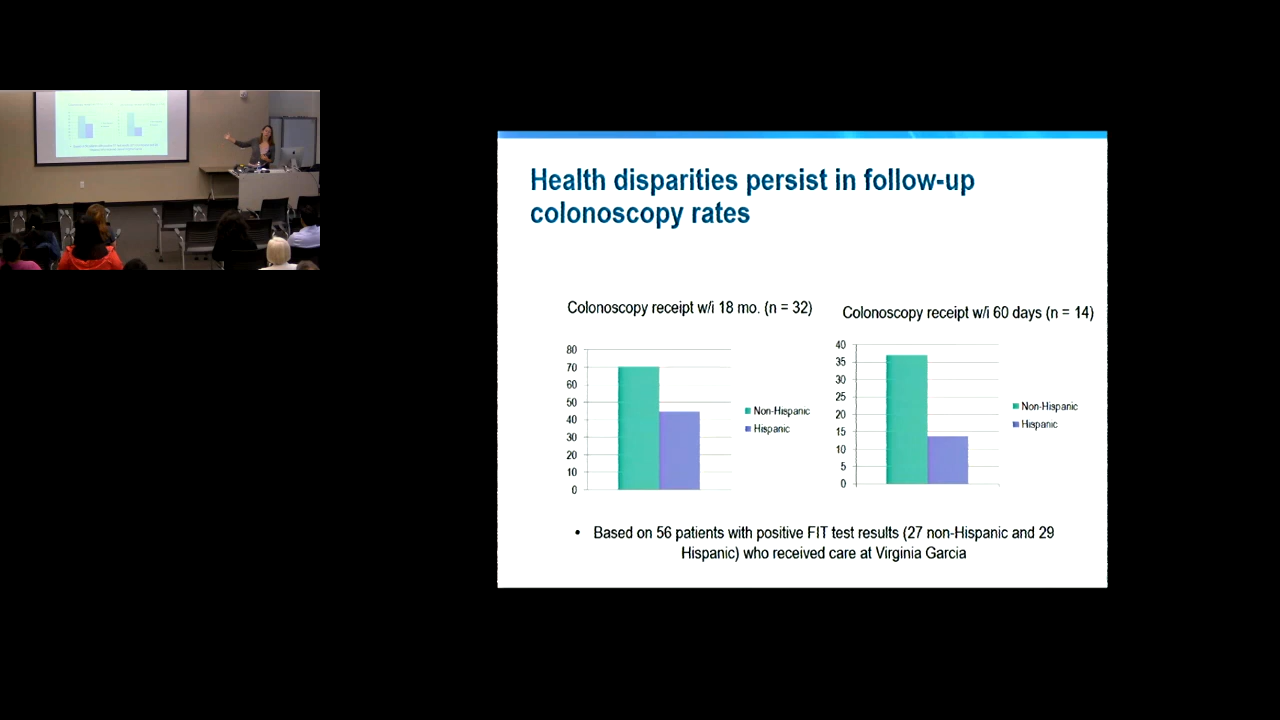 Health disparities persist in follow-up
colonoscopy rates
Colonoscopy receipt w/i 18 mo. (n = 32)
80
70
60
50
40
30
20
10
0
Non-Hispanic
Hispanic
Colonoscopy receipt w/i 60 days (n = 14)
40
35
30
25
20
15
10
5
0
Non-Hispanic
Hispanic
• Based on 56 patients with positive FIT test results (27 non-Hispanic and 29
Hispanic) who received care at Virginia Garcia